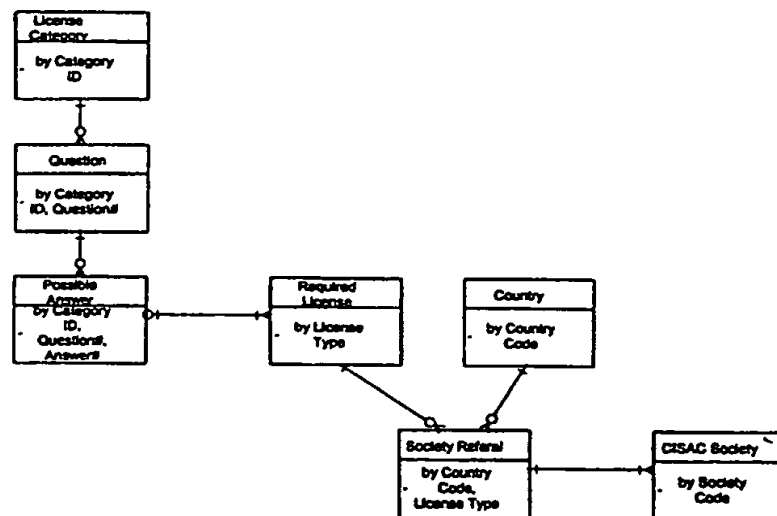 License
Category
by Category
ID
Question
by Category
ID, Question#
Possible
Answer
by Category
ID,
Question#,
Answer#
Required
License
by License
Type
Country
by Country
Code
Society Referal
by Country
Code,
License Type
CISAC Society
by Society
Code